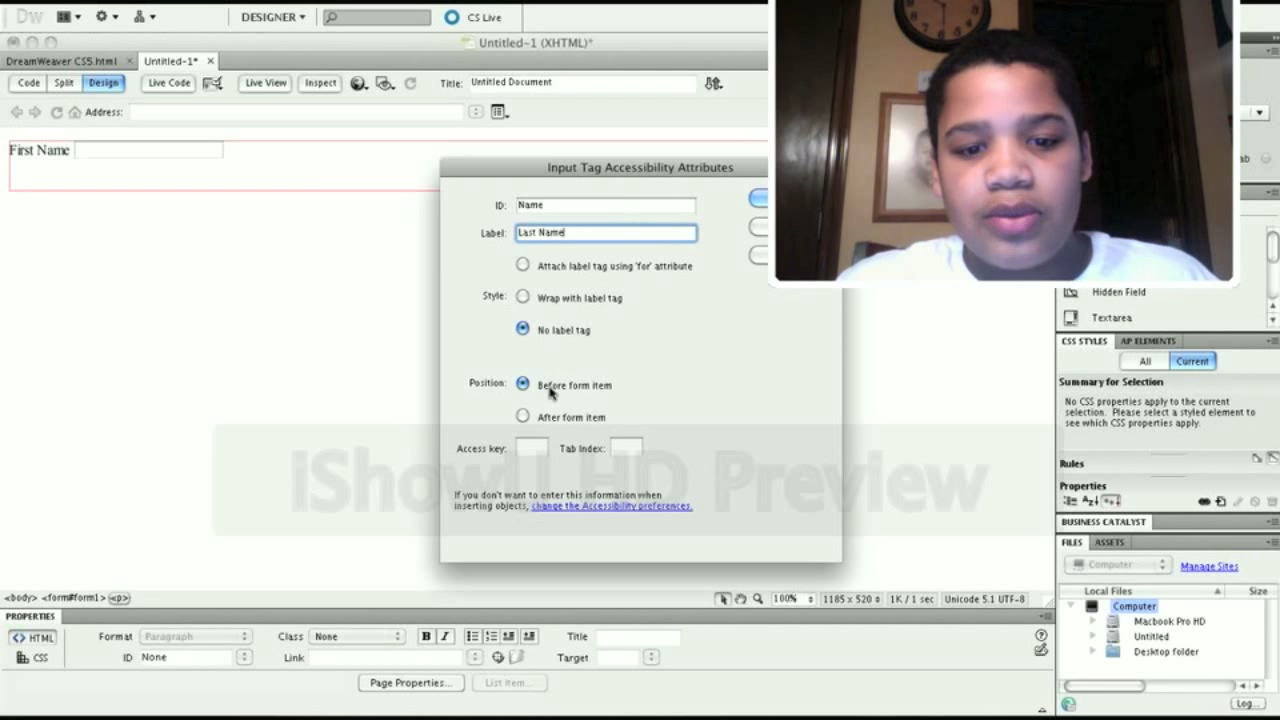 Dw
DESIGNER
CS Live
Untitled-1 (XHTML)*
DreamWeaver CS5.html
Untitled-1*
Code Split Design Live Code Live View Inspect Title: Untitled Document
Address:
First Name
Input Tag Accessibility Attributes
ID: Name
Label: Last Name
Attach label tag using 'for' attribute
Style: Wrap with label tag
No label tag
Position: Before form item
After form item
Access key: Tab Index:
If you don't want to enter this information when
inserting objects, change the Accessibility preferences.
HD Preview
Hidden Field
Textarea
CSS STYLES AP ELEMENTS
All Current
Summary for Selection
No CSS properties apply to the current
selection. Please select a styled element to
see which CSS properties apply.
Rules
Properties
BUSINESS CATALYST
FILES ASSETS
Computer Manage Sites
Local Files Size
Computer
Macbook Pro HD
Untitled
Desktop folder
Log...
<body> <form#form1> <p>
100% 1185 x 520 1K / 1 sec Unicode 5.1 UTF-8
PROPERTIES
HTML Format Paragraph Class None B I Title
CSS ID None Link Target
Page Properties... List Item...